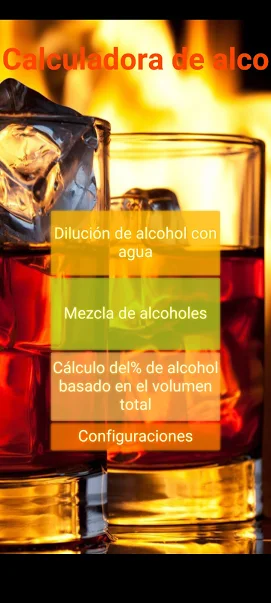 Calculadora de alco
Dilución de alcohol con
agua
Mezcla de alcoholes
Cálculo del% de alcohol
basado en el volumen
total
Configuraciones